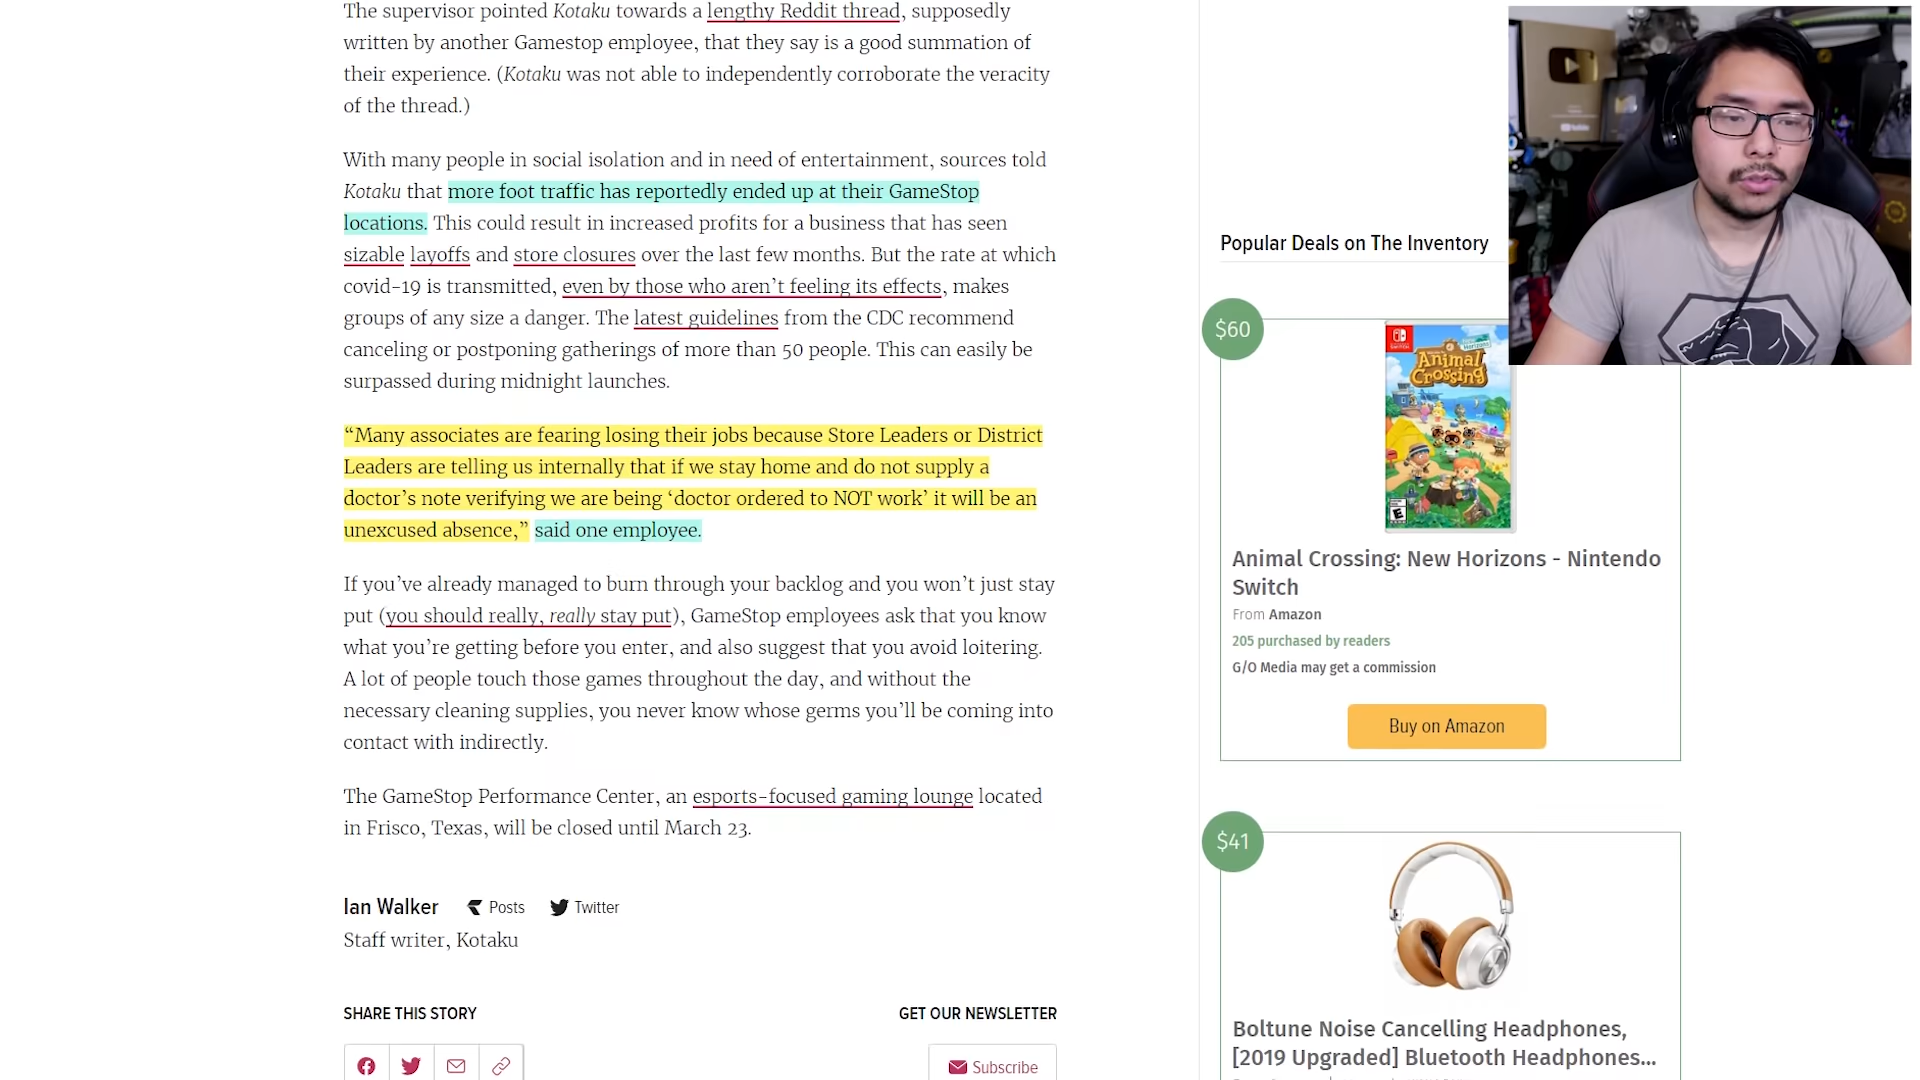 The supervisor pointed Kotaku towards a lengthy Reddit thread, supposedly
written by another Gamestop employee, that they say is a good summation of
their experience. (Kotaku was not able to independently corroborate the veracity
of the thread.)
With many people in social isolation and in need of entertainment, sources told
Kotaku that more foot traffic has reportedly ended up at their GameStop
locations. This could result in increased profits for a business that has seen
sizable layoffs and store closures over the last few months. But the rate at which
covid-19 is transmitted, even by those who aren’t feeling its effects, makes
groups of any size a danger. The latest guidelines from the CDC recommend
canceling or postponing gatherings of more than 50 people. This can easily be
surpassed during midnight launches.
“Many associates are fearing losing their jobs because Store Leaders or District
Leaders are telling us internally that if we stay home and do not supply a
doctor’s note verifying we are being ‘doctor ordered to NOT work’ it will be an
unexcused absence,” said one employee.
If you’ve already managed to burn through your backlog and you won’t just stay
put (you should really, really stay put), GameStop employees ask that you know
what you’re getting before you enter, and also suggest that you avoid loitering.
A lot of people touch those games throughout the day, and without the
necessary cleaning supplies, you never know whose germs you’ll be coming into
contact with indirectly.
The GameStop Performance Center, an esports-focused gaming lounge located
in Frisco, Texas, will be closed until March 23.
Ian Walker Posts Twitter
Staff writer, Kotaku
SHARE THIS STORY
GET OUR NEWSLETTER
Subscribe
Popular Deals on The Inventory
$60
Animal
Crossing
Animal Crossing: New Horizons - Nintendo
Switch
From Amazon
205 purchased by readers
G/O Media may get a commission
Buy on Amazon
$41
Boltune Noise Cancelling Headphones,
[2019 Upgraded] Bluetooth Headphones...